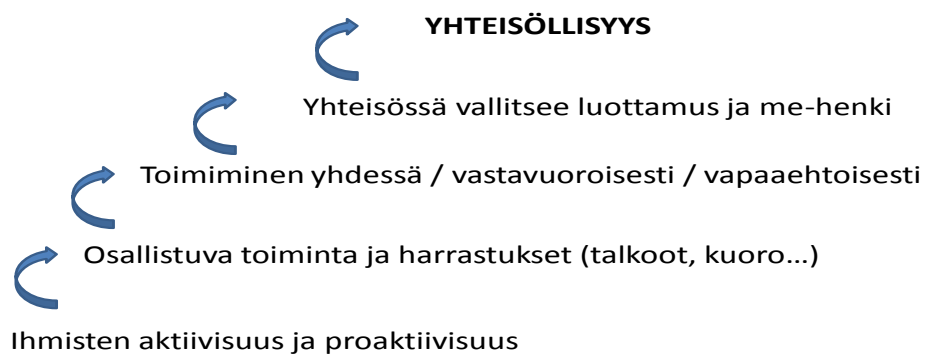 YHTEISÖLLISYYS
Yhteisössä vallitsee luottamus ja me-henki
Toimiminen yhdessä / vastavuoroisesti / vapaaehtoisesti
Osallistuva toiminta ja harrastukset (talkoot, kuoro...)
Ihmisten aktiivisuus ja proaktiivisuus